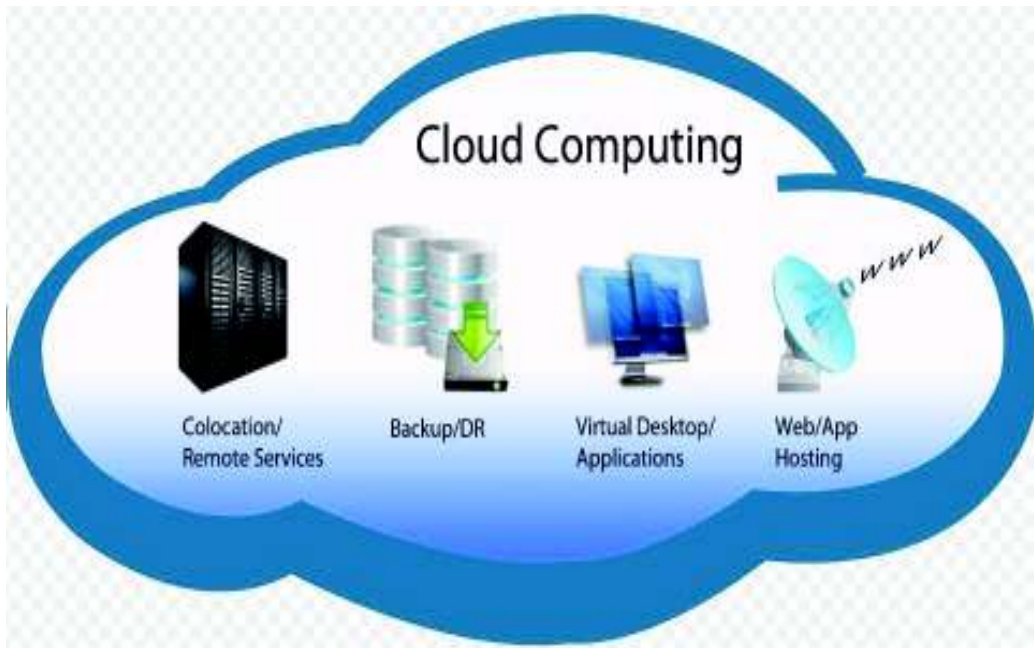 Cloud Computing
www
Colocation/
Remote Services
Backup/DR
Virtual Desktop/
Applications
Web/App
Hosting